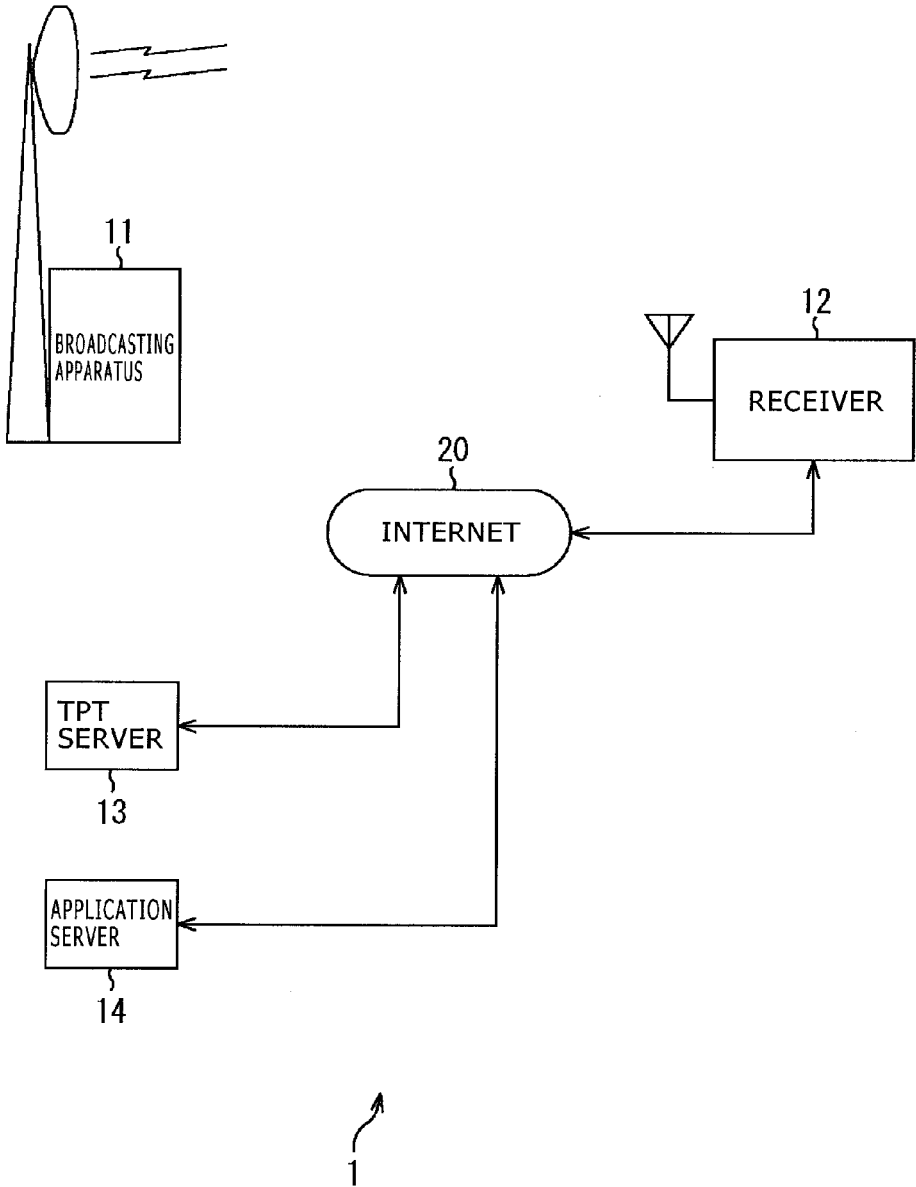 11
BROADCASTING
APPARATUS
12
RECEIVER
20
INTERNET
TPT
SERVER
13
APPLICATION
SERVER
14
1